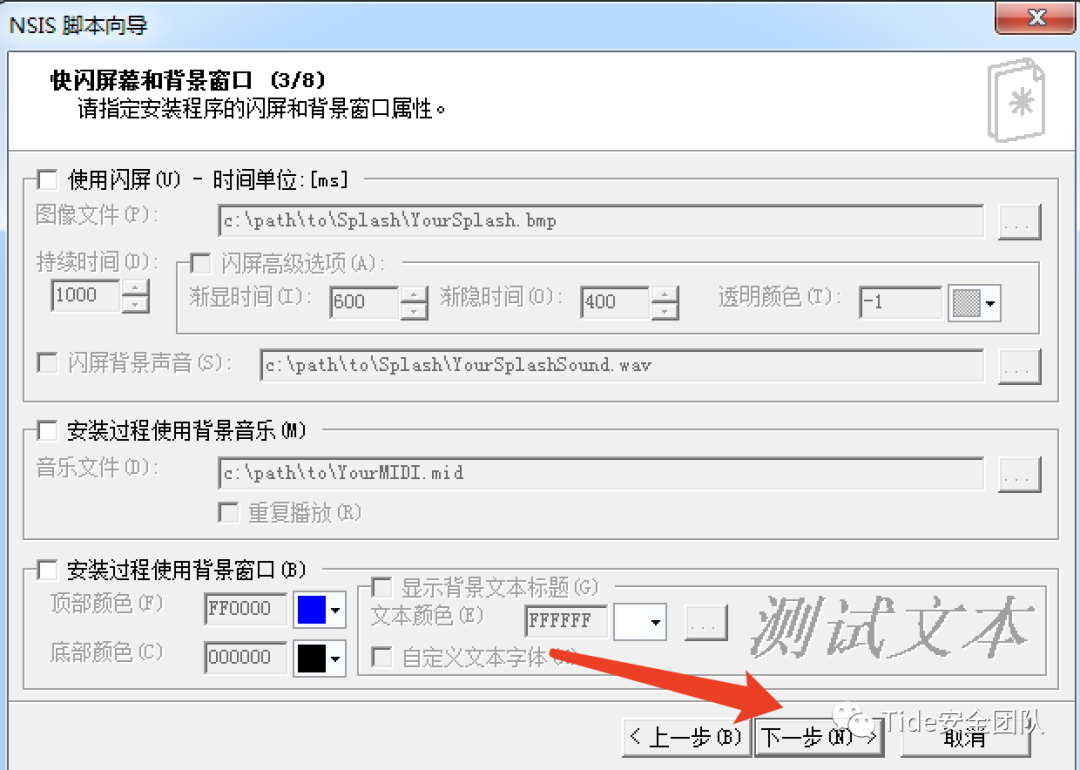 NSIS 脚本向导
快闪屏幕和背景窗口 (3/8)
请指定安装程序的闪屏和背景窗口属性。
使用闪屏(U) - 时间单位:[ms]
图像文件(P): c:\path\to\Splash\YourSplash.bmp ...
持续时间(D): 闪屏高级选项(A):
1000 渐显时间(I): 600 渐隐时间(O): 400 透明颜色(T): -1
闪屏背景声音(S): c:\path\to\Splash\YourSplashSound.wav ...
安装过程使用背景音乐(M)
音乐文件(D): c:\path\to\YourMIDI.mid ...
重复播放(R)
安装过程使用背景窗口(B)
显示背景文本标题(G)
顶部颜色(F) FF0000 文本颜色(E) FFFFFF ... 测试文本
底部颜色(C) 000000 自定义文本字体
< 上一步(B) 下一步(N) > 取消
Tide安全团队